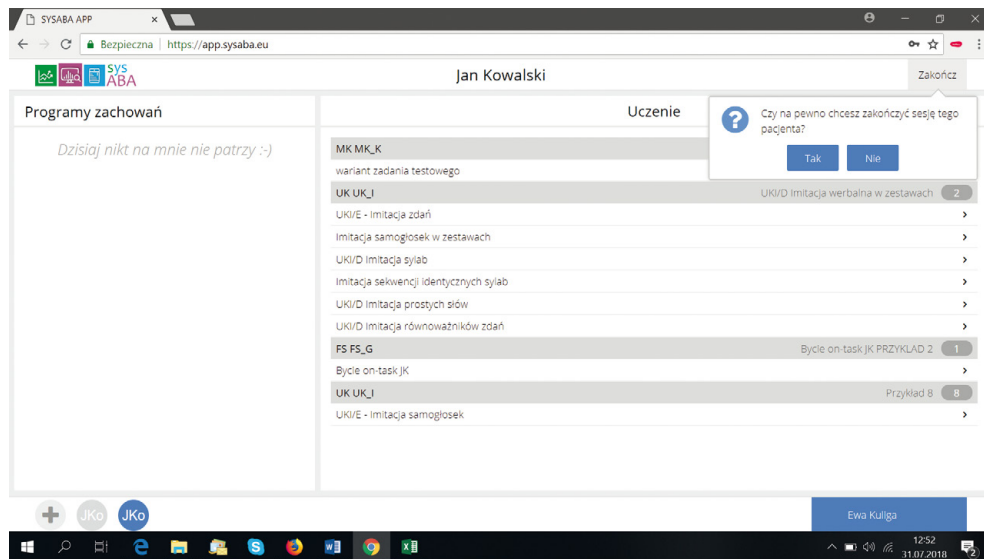 SYSABA APP
Bezpieczna | https://app.sysaba.eu
sys
ABA
Jan Kowalski
Zakończ
Programy zachowań
Uczenie
Czy na pewno chcesz zakończyć sesję tego
pacjenta?
Tak
Nie
Dzisiaj nikt na mnie nie patrzy :-)
MK MK_K
wariant zadania testowego
UK UK_I
UKI/D Imitacja werbalna w zestawach 2
UKI/E - Imitacja zdań
Imitacja samogłosek w zestawach
UKI/D Imitacja sylab
Imitacja sekwencji identycznych sylab
UKI/D Imitacja prostych słów
UKI/D Imitacja równoważników zdań
FS FS_G
Bycie on-task JK PRZYKLAD 2 1
Bycie on-task JK
UK UK_I
Przykład 8 8
UKI/E - Imitacja samogłosek
JKo
JKo
Ewa Kuliga
12:52
31.07.2018
2